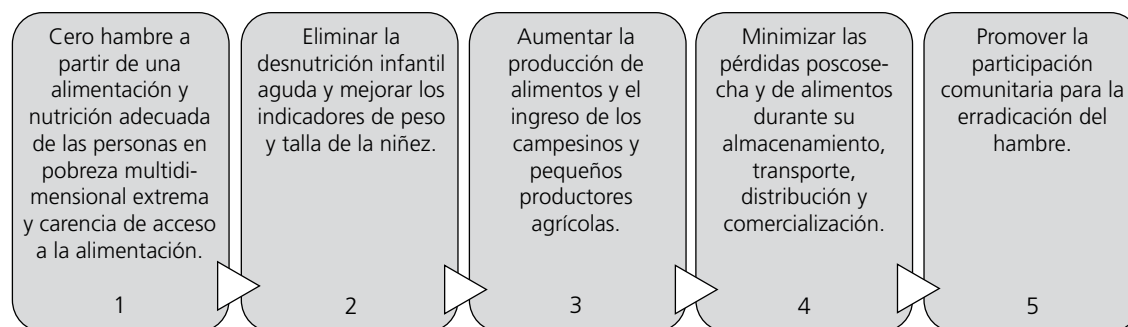 Cero hambre a
partir de una
alimentación y
nutrición adecuada
de las personas en
pobreza multidi-
mensional extrema
y carencia de acceso
a la alimentación.
1
Eliminar la
desnutrición infantil
aguda y mejorar los
indicadores de peso
y talla de la niñez.
2
Aumentar la
producción de
alimentos y el
ingreso de los
campesinos y
pequeños
productores
agrícolas.
3
Minimizar las
pérdidas poscose-
cha y de alimentos
durante su
almacenamiento,
transporte,
distribución y
comercialización.
4
Promover la
participación
comunitaria para la
erradicación del
hambre.
5